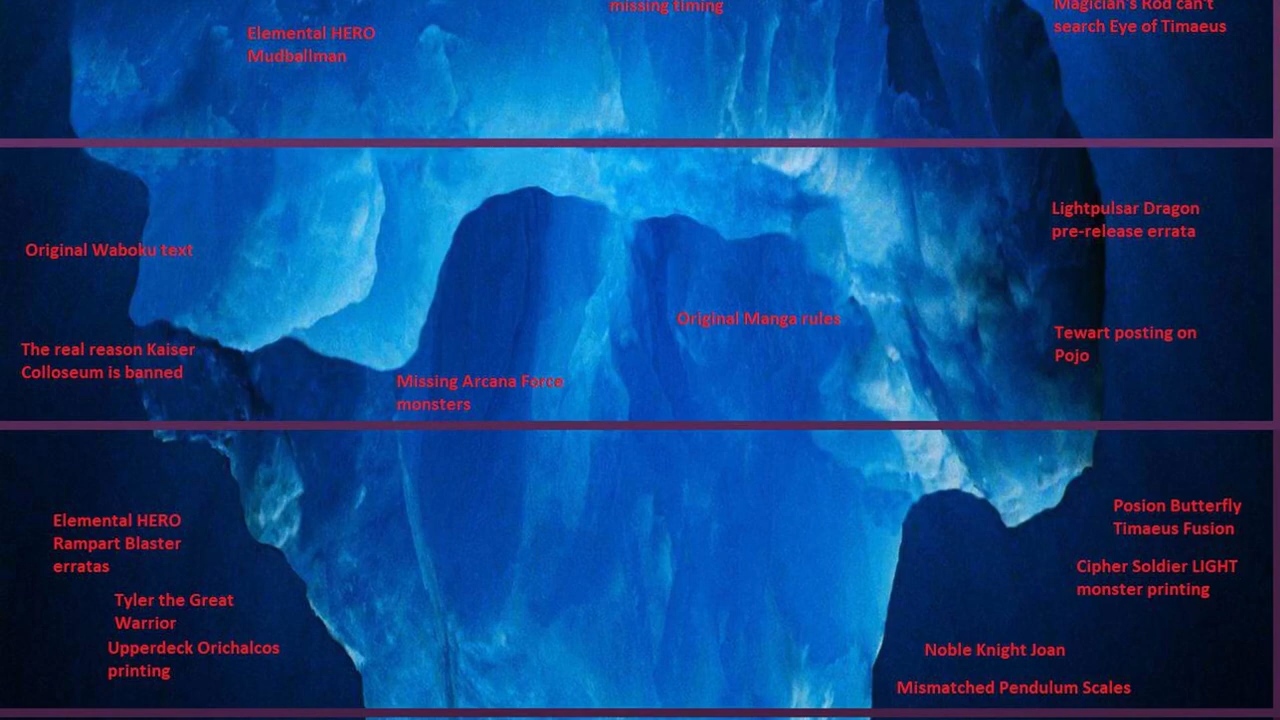 missing timing
Magician's Rod can't
search Eye of Timaeus
Elemental HERO
Mudballman
Lightpulsar Dragon
pre-release errata
Original Waboku text
Original Manga rules
Tewart posting on
Pojo
The real reason Kaiser
Colloseum is banned
Missing Arcana Force
monsters
Elemental HERO
Rampart Blaster
erratas
Posion Butterfly
Timaeus Fusion
Cipher Soldier LIGHT
monster printing
Tyler the Great
Warrior
Upperdeck Orichalcos
printing
Noble Knight Joan
Mismatched Pendulum Scales